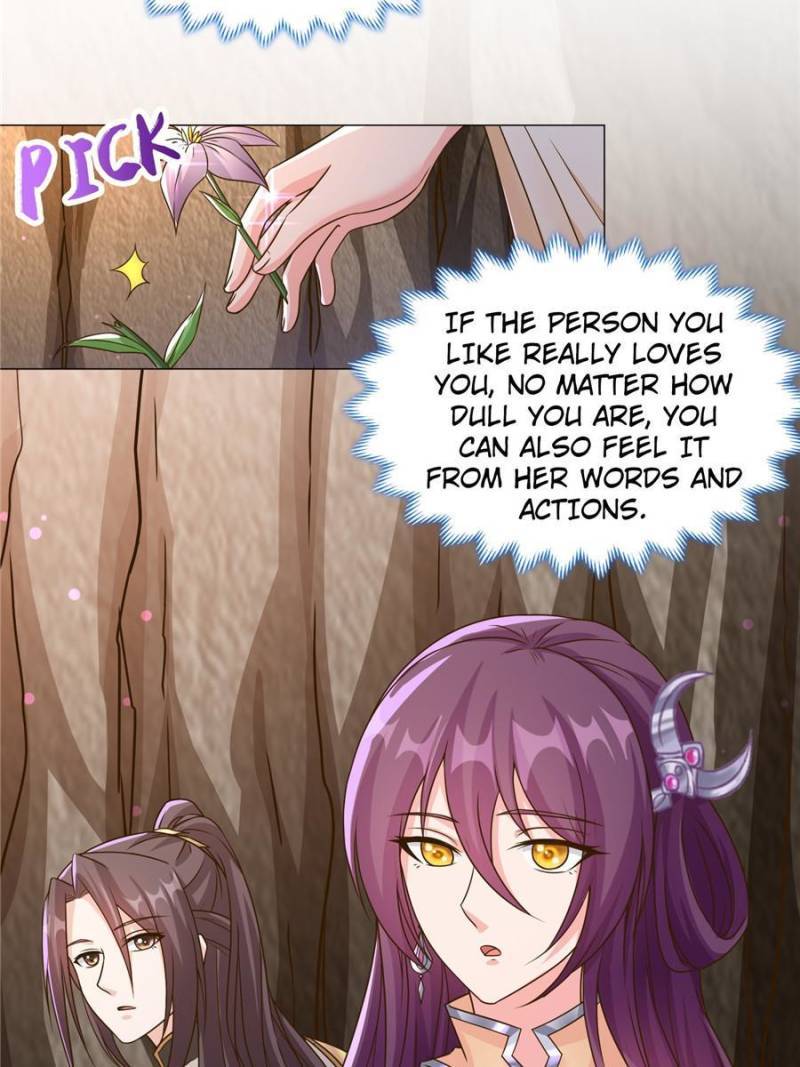 PICK
IF THE PERSON YOU
LIKE REALLY LOVES
YOU, NO MATTER HOW
DULL YOU ARE, YOU
CAN ALSO FEEL IT
FROM HER WORDS AND
ACTIONS.